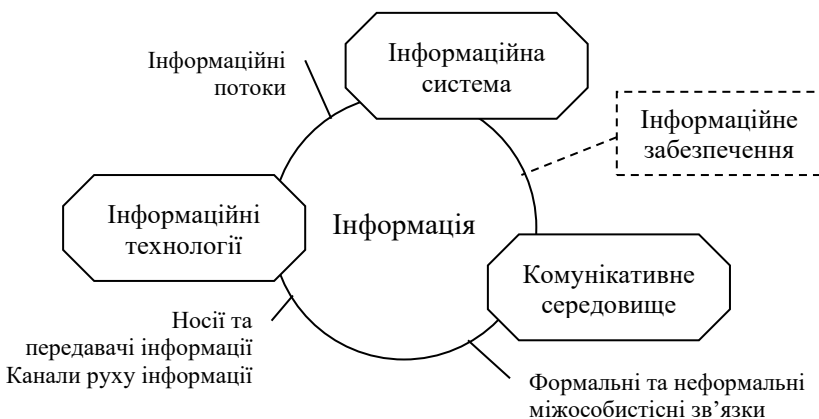 Інформаційні
потоки
Інформаційна
система
Інформаційне
забезпечення
Інформаційні
технології
Інформація
Комунікативне
середовище
Носії та
передавачі інформації
Канали руху інформації
Формальні та неформальні
міжособистісні зв’язки